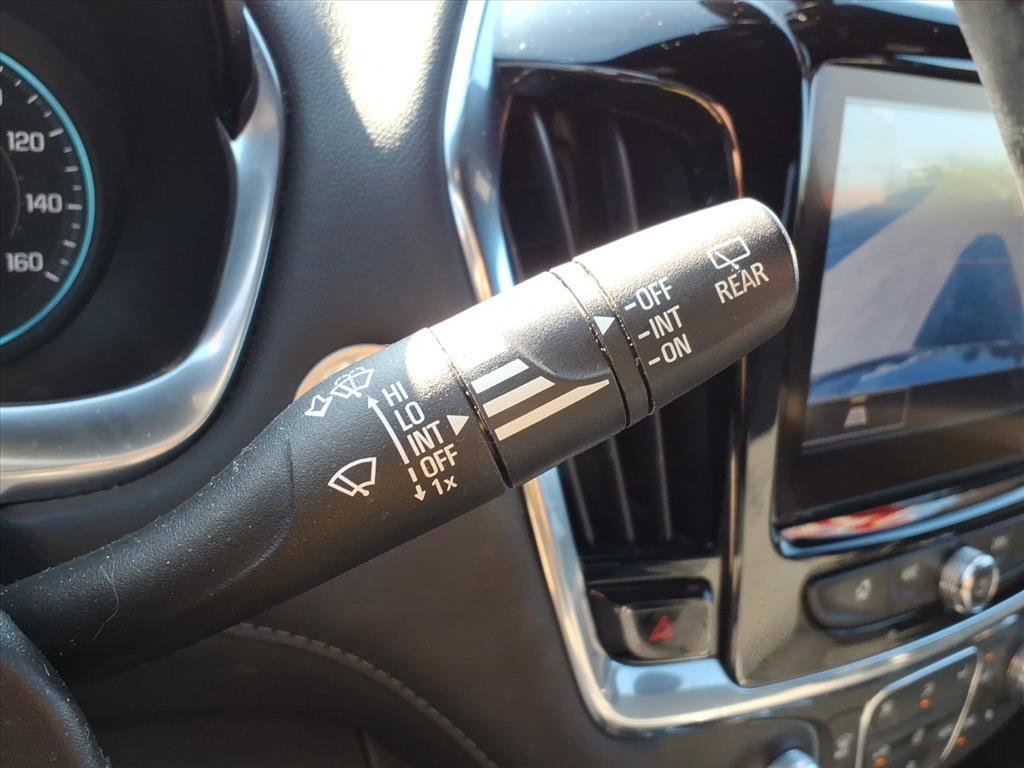 120
140
160
HI
LO
INT
OFF
1x
-OFF
-INT
-ON
REAR